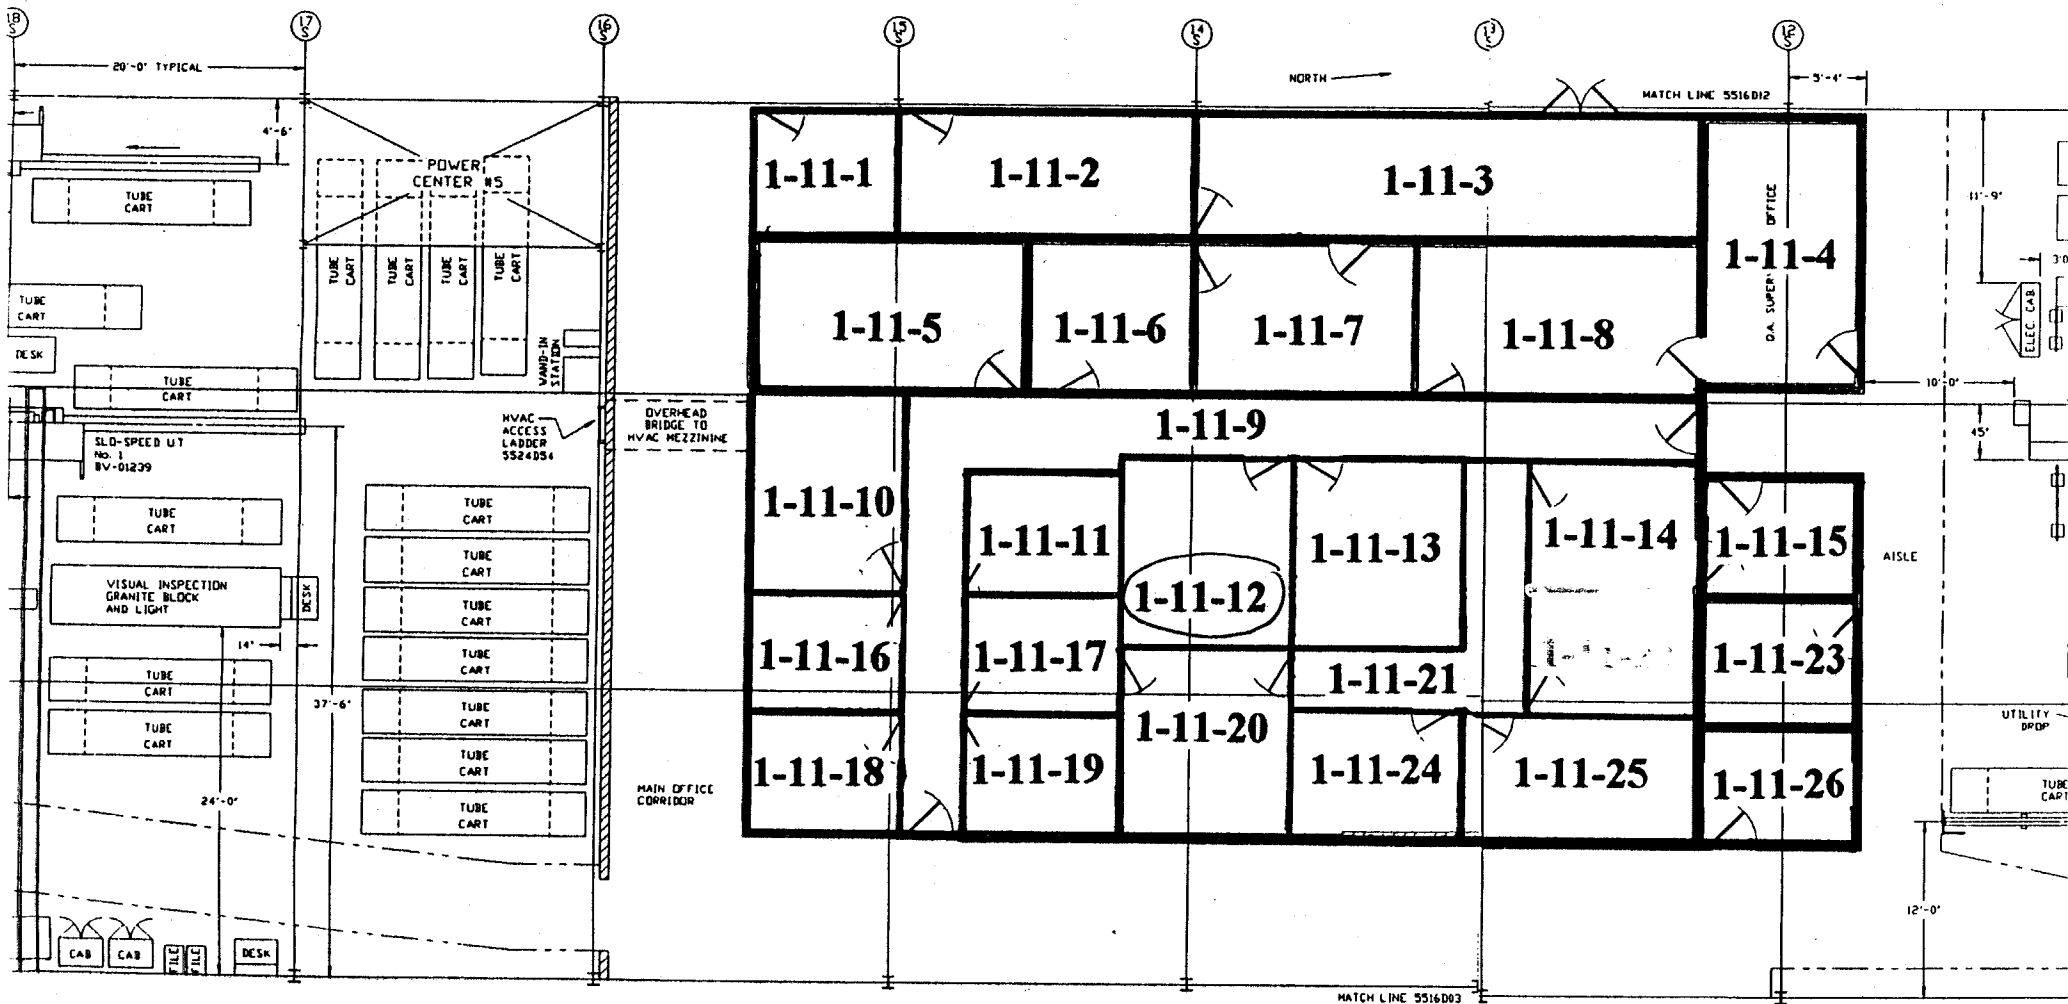 18
S
17
S
16
S
15
S
14
S
13
S
12
S
20'-0" TYPICAL
NORTH
5'-4"
MATCH LINE 5516D12
4'-6"
POWER
CENTER #5
TUBE
CART
TUBE
CART
TUBE
CART
TUBE
CART
TUBE
CART
TUBE
CART
DESK
TUBE
CART
WAND-IN
STATION
HVAC
ACCESS
LADDER
5524D54
OVERHEAD
BRIDGE TO
HVAC MEZZININE
SLO-SPEED UT
No. 1
BV-01239
TUBE
CART
VISUAL INSPECTION
GRANITE BLOCK
AND LIGHT
DESK
14"
TUBE
CART
TUBE
CART
37'-6"
24'-0"
TUBE
CART
TUBE
CART
TUBE
CART
TUBE
CART
TUBE
CART
TUBE
CART
TUBE
CART
CAB
CAB
FILE
FILE
DESK
MAIN OFFICE
CORRIDOR
1-11-1
1-11-2
1-11-3
1-11-4
Q.A. SUPER
OFFICE
1-11-5
1-11-6
1-11-7
1-11-8
1-11-9
1-11-10
1-11-11
1-11-12
1-11-13
1-11-14
1-11-15
1-11-16
1-11-17
1-11-21
1-11-23
1-11-18
1-11-19
1-11-20
1-11-24
1-11-25
1-11-26
11'-9"
3'0
ELEC. CAB.
10'-0"
45"
AISLE
UTILITY
DROP
TUBE
CART
12'-0"
MATCH LINE 5516D03